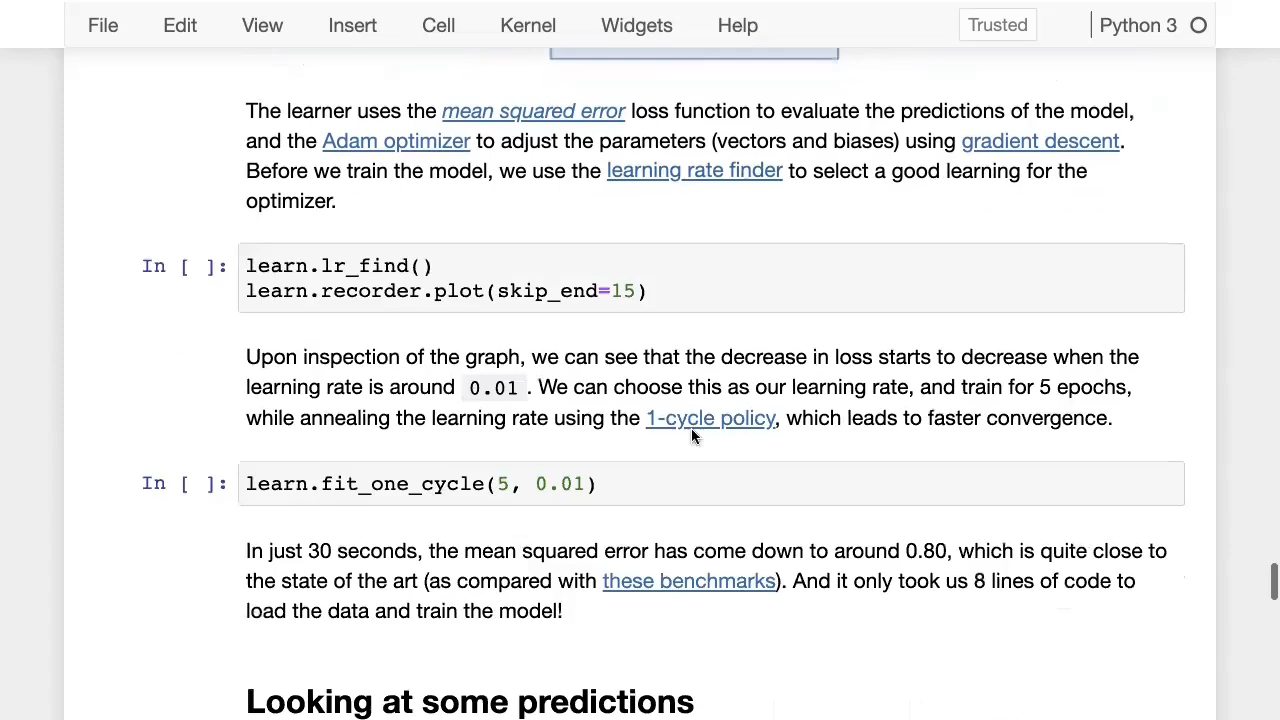 File Edit View Insert Cell Kernel Widgets Help Trusted Python 3
The learner uses the mean squared error loss function to evaluate the predictions of the model,
and the Adam optimizer to adjust the parameters (vectors and biases) using gradient descent.
Before we train the model, we use the learning rate finder to select a good learning for the
optimizer.
In [ ]: learn.lr_find()
learn.recorder.plot(skip_end=15)
Upon inspection of the graph, we can see that the decrease in loss starts to decrease when the
learning rate is around 0.01 . We can choose this as our learning rate, and train for 5 epochs,
while annealing the learning rate using the 1-cycle policy, which leads to faster convergence.
In [ ]: learn.fit_one_cycle(5, 0.01)
In just 30 seconds, the mean squared error has come down to around 0.80, which is quite close to
the state of the art (as compared with these benchmarks). And it only took us 8 lines of code to
load the data and train the model!
Looking at some predictions